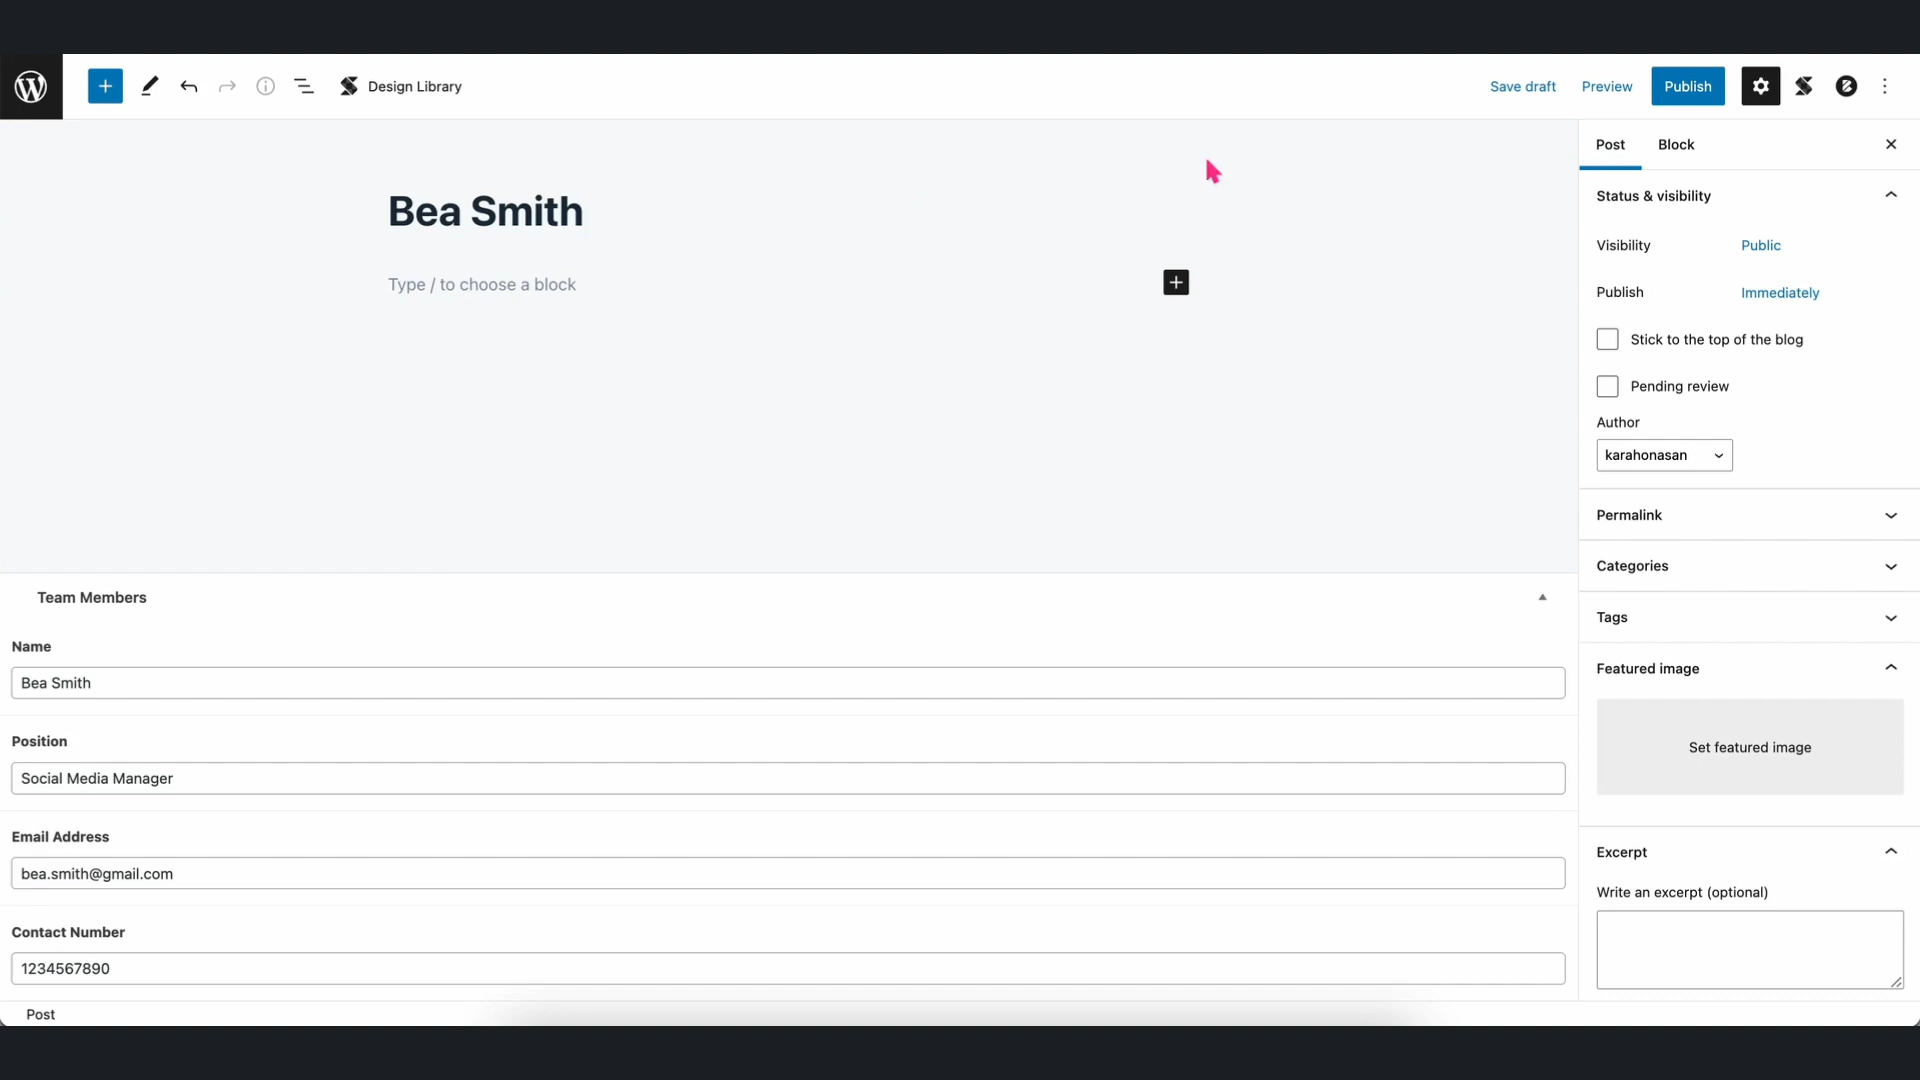 Design Library
Save draft
Preview
Publish
Post
Block
Bea Smith
Type / to choose a block
Status & visibility
Visibility
Public
Publish
Immediately
Stick to the top of the blog
Pending review
Author
karahonasan
Permalink
Categories
Tags
Featured image
Set featured image
Excerpt
Write an excerpt (optional)
Team Members
Name
Bea Smith
Position
Social Media Manager
Email Address
bea.smith@gmail.com
Contact Number
1234567890
Post